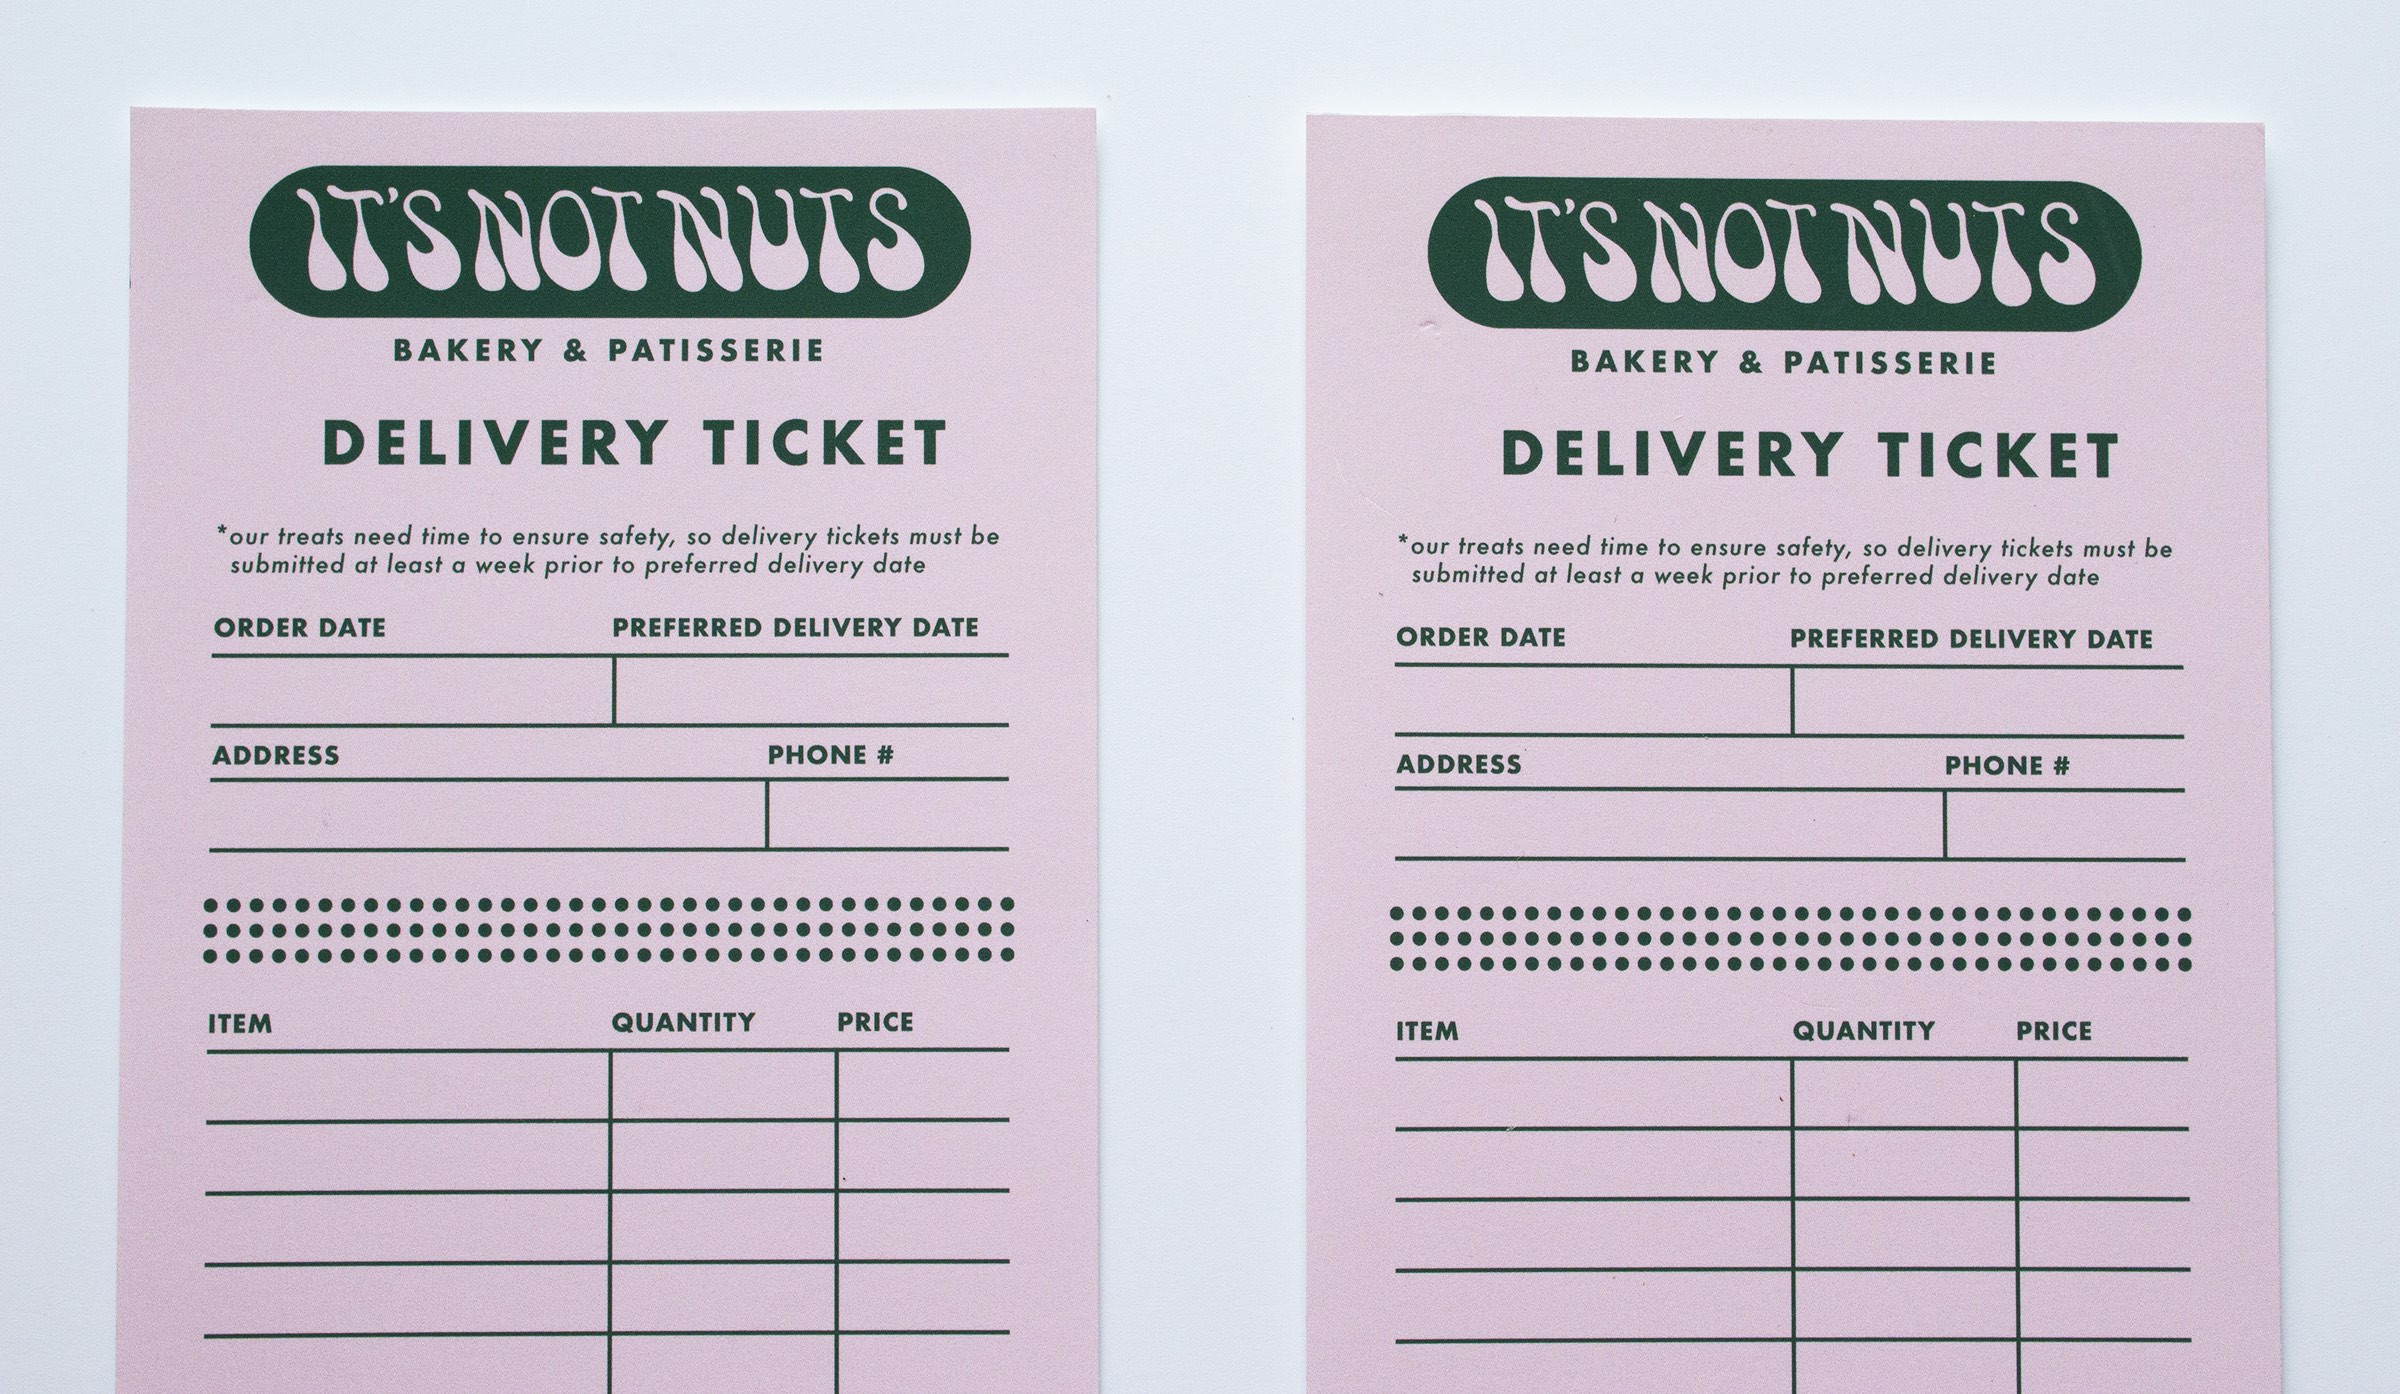 IT'S NOT NUTS
BAKERY & PATISSERIE
DELIVERY TICKET
*our treats need time to ensure safety, so delivery tickets must be
submitted at least a week prior to preferred delivery date
ORDER DATE PREFERRED DELIVERY DATE
ADDRESS PHONE #
ITEM QUANTITY PRICE
IT'S NOT NUTS
BAKERY & PATISSERIE
DELIVERY TICKET
*our treats need time to ensure safety, so delivery tickets must be
submitted at least a week prior to preferred delivery date
ORDER DATE PREFERRED DELIVERY DATE
ADDRESS PHONE #
ITEM QUANTITY PRICE